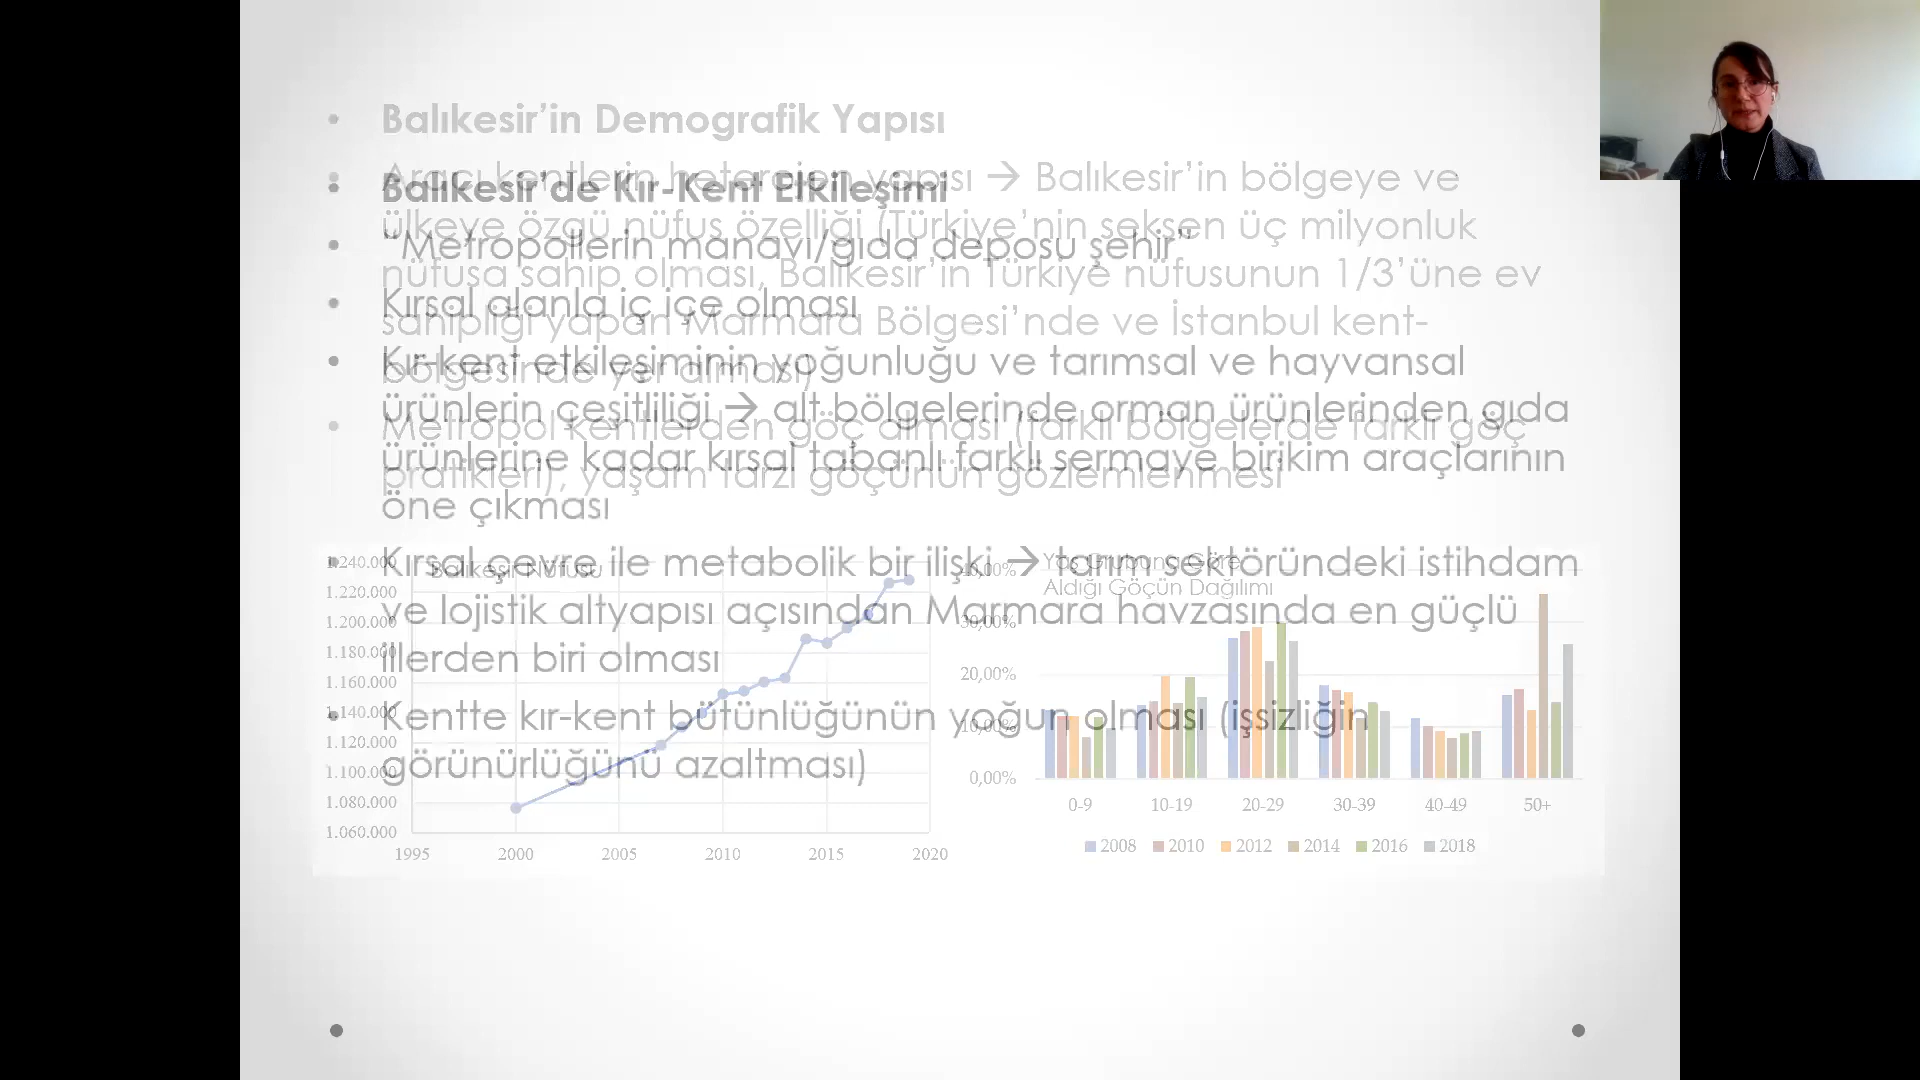 Balıkesir’in Demografik Yapısı
Aracı kentlerin heterojen yapısı → Balıkesir’in bölgeye ve
ülkeye özgü nüfus özelliği (Türkiye’nin seksen üç milyonluk
nüfusa sahip olması, Balıkesir’in Türkiye nüfusunun 1/3’üne ev
sahipliği yapan Marmara Bölgesi’nde ve İstanbul kent-
bölgesinde yer alması)
Metropol kentlerden göç alması (farklı bölgelerde farklı göç
pratikleri), yaşam tarzı göçünün gözlemlenmesi
Balıkesir’de Kır-Kent Etkileşimi
“Metropollerin manavı/gıda deposu şehir”
Kırsal alanla iç içe olması
Kır-kent etkileşiminin yoğunluğu ve tarımsal ve hayvansal
ürünlerin çeşitliliği → alt bölgelerinde orman ürünlerinden gıda
ürünlerine kadar kırsal tabanlı farklı sermaye birikim araçlarının
öne çıkması
Kırsal çevre ile metabolik bir ilişki → tarım sektöründeki istihdam
ve lojistik altyapısı açısından Marmara havzasında en güçlü
illerden biri olması
Kentte kır-kent bütünlüğünün yoğun olması (işsizliğin
görünürlüğünü azaltması)
Balıkesir Nüfusu
1.240.000
1.220.000
1.200.000
1.180.000
1.160.000
1.140.000
1.120.000
1.100.000
1.080.000
1.060.000
1995 2000 2005 2010 2015 2020
Yaş Grubuna Göre
Aldığı Göçün Dağılımı
40,00%
30,00%
20,00%
10,00%
0,00%
0-9 10-19 20-29 30-39 40-49 50+
2008 2010 2012 2014 2016 2018